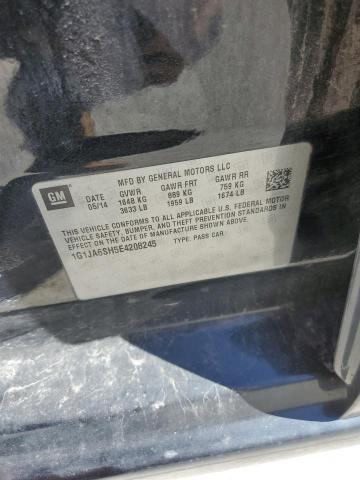 MFD BY GENERAL MOTORS LLC
GM DATE GVWR GAWR FRT GAWR RR
05/14 1648 KG 889 KG 759 KG
3633 LB 1959 LB 1674 LB
THIS VEHICLE CONFORMS TO ALL APPLICABLE U.S. FEDERAL MOTOR
VEHICLE SAFETY, BUMPER, AND THEFT PREVENTION STANDARDS IN
EFFECT ON THE DATE OF MANUFACTURE SHOWN ABOVE.
1G1JA6SH5E4208245 TYPE: PASS CAR